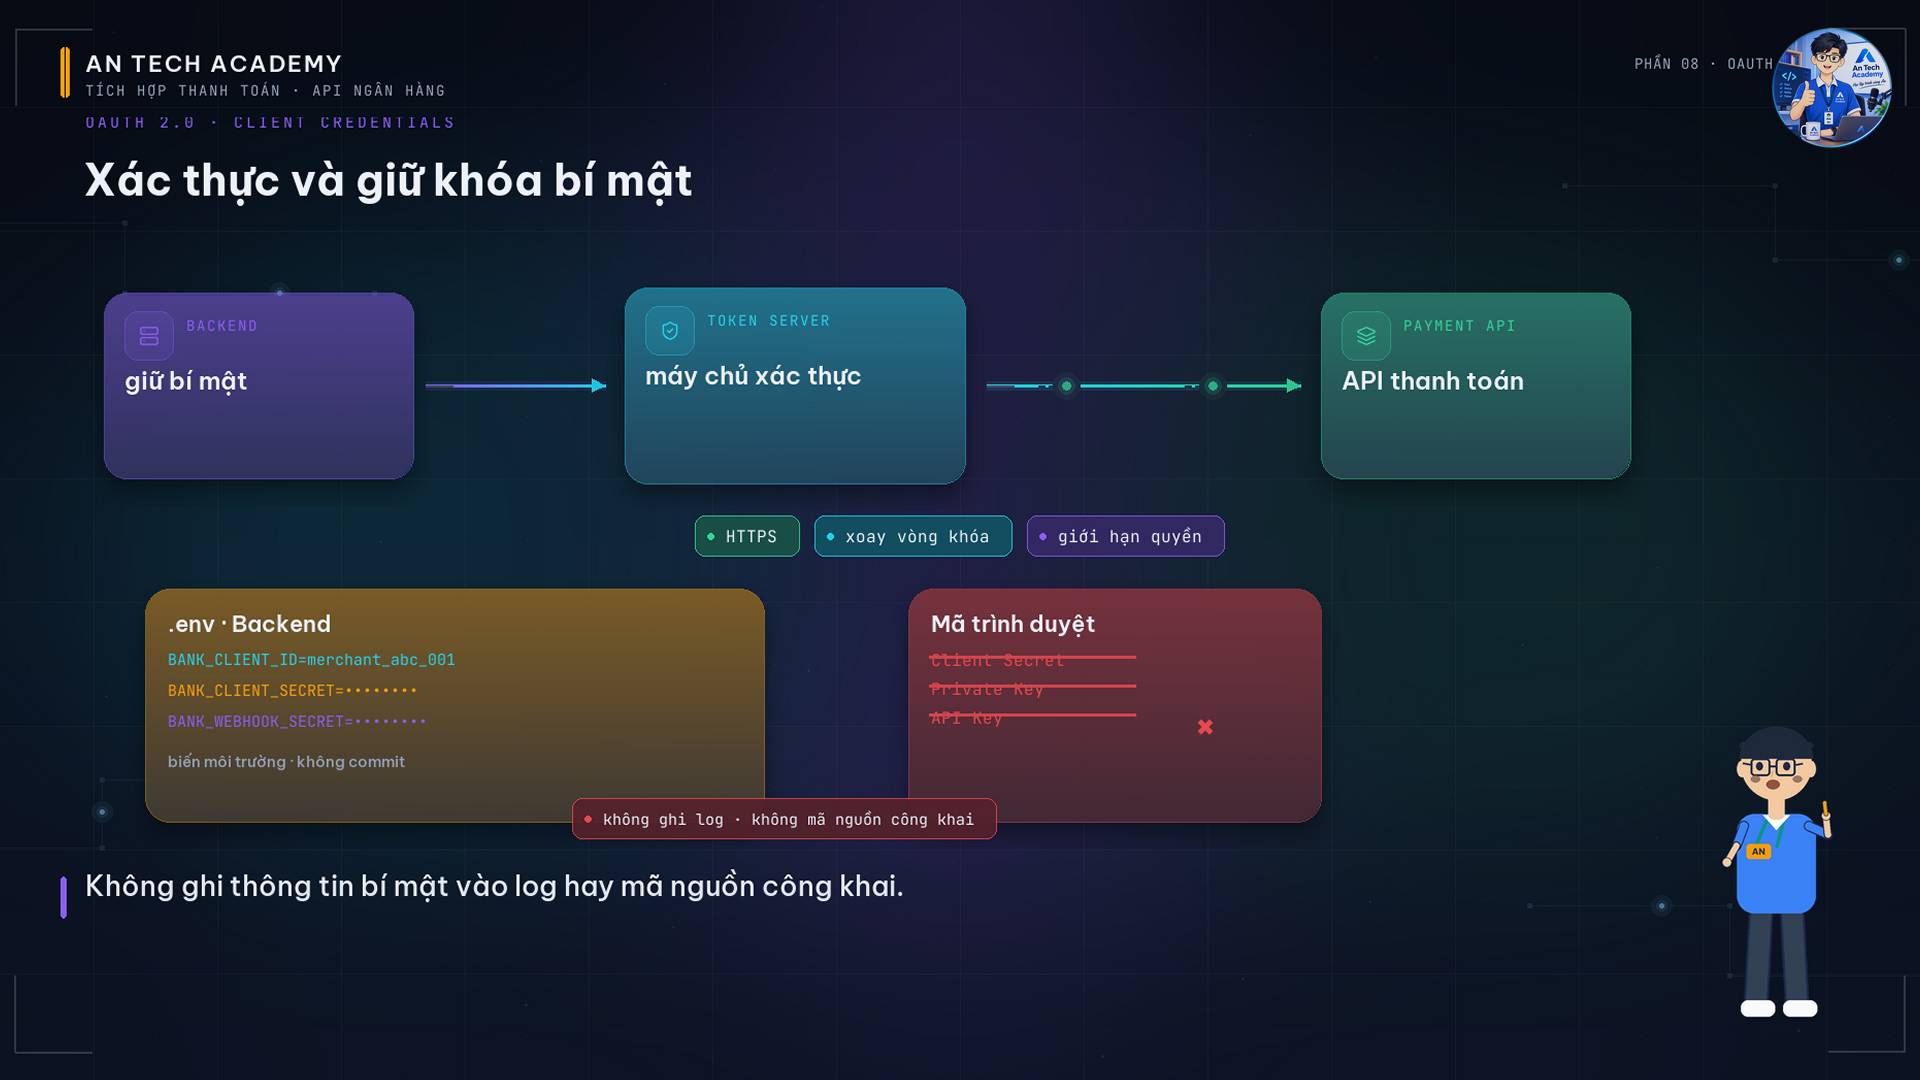 AN TECH ACADEMY
TÍCH HỢP THANH TOÁN · API NGÂN HÀNG
PHẦN 08 · OAUTH
An Tech
Academy
OAUTH 2.0 · CLIENT CREDENTIALS
Xác thực và giữ khóa bí mật
BACKEND
giữ bí mật
TOKEN SERVER
máy chủ xác thực
PAYMENT API
API thanh toán
HTTPS
xoay vòng khóa
giới hạn quyền
.env · Backend
BANK_CLIENT_ID=merchant_abc_001
BANK_CLIENT_SECRET=••••••••
BANK_WEBHOOK_SECRET=••••••••
biến môi trường · không commit
Mã trình duyệt
Client Secret
Private Key
API Key
không ghi log · không mã nguồn công khai
AN
Không ghi thông tin bí mật vào log hay mã nguồn công khai.